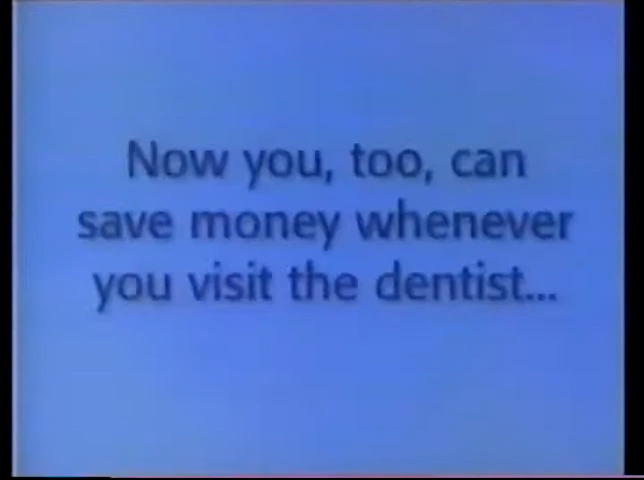 Now you, too, can
save money whenever
you visit the dentist...